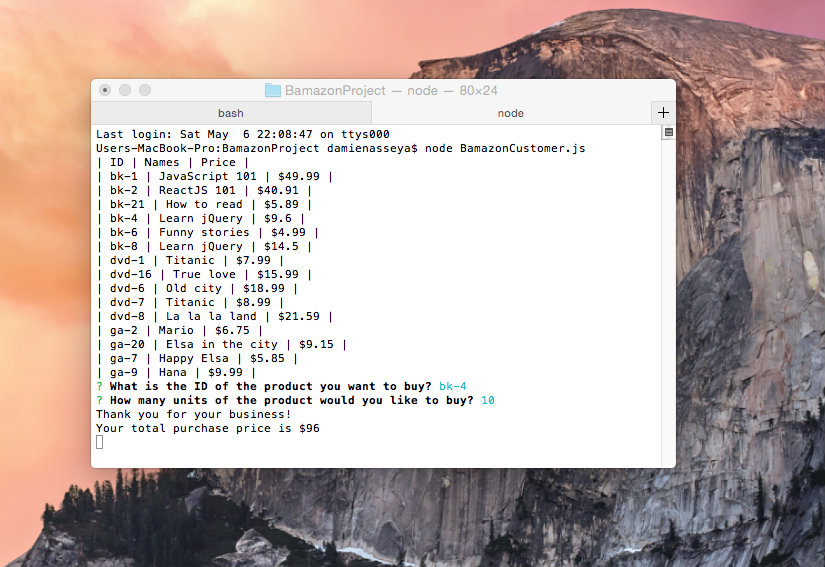 BamazonProject — node — 80×24
bash
node
+
Last login: Sat May  6 22:08:47 on ttys000
Users-MacBook-Pro:BamazonProject damienasseya$ node BamazonCustomer.js
| ID | Names | Price |
| bk-1 | JavaScript 101 | $49.99 |
| bk-2 | ReactJS 101 | $40.91 |
| bk-21 | How to read | $5.89 |
| bk-4 | Learn jQuery | $9.6 |
| bk-6 | Funny stories | $4.99 |
| bk-8 | Learn jQuery | $14.5 |
| dvd-1 | Titanic | $7.99 |
| dvd-16 | True love | $15.99 |
| dvd-6 | Old city | $18.99 |
| dvd-7 | Titanic | $8.99 |
| dvd-8 | La la la land | $21.59 |
| ga-2 | Mario | $6.75 |
| ga-20 | Elsa in the city | $9.15 |
| ga-7 | Happy Elsa | $5.85 |
| ga-9 | Hana | $9.99 |
? What is the ID of the product you want to buy? bk-4
? How many units of the product would you like to buy? 10
Thank you for your business!
Your total purchase price is $96